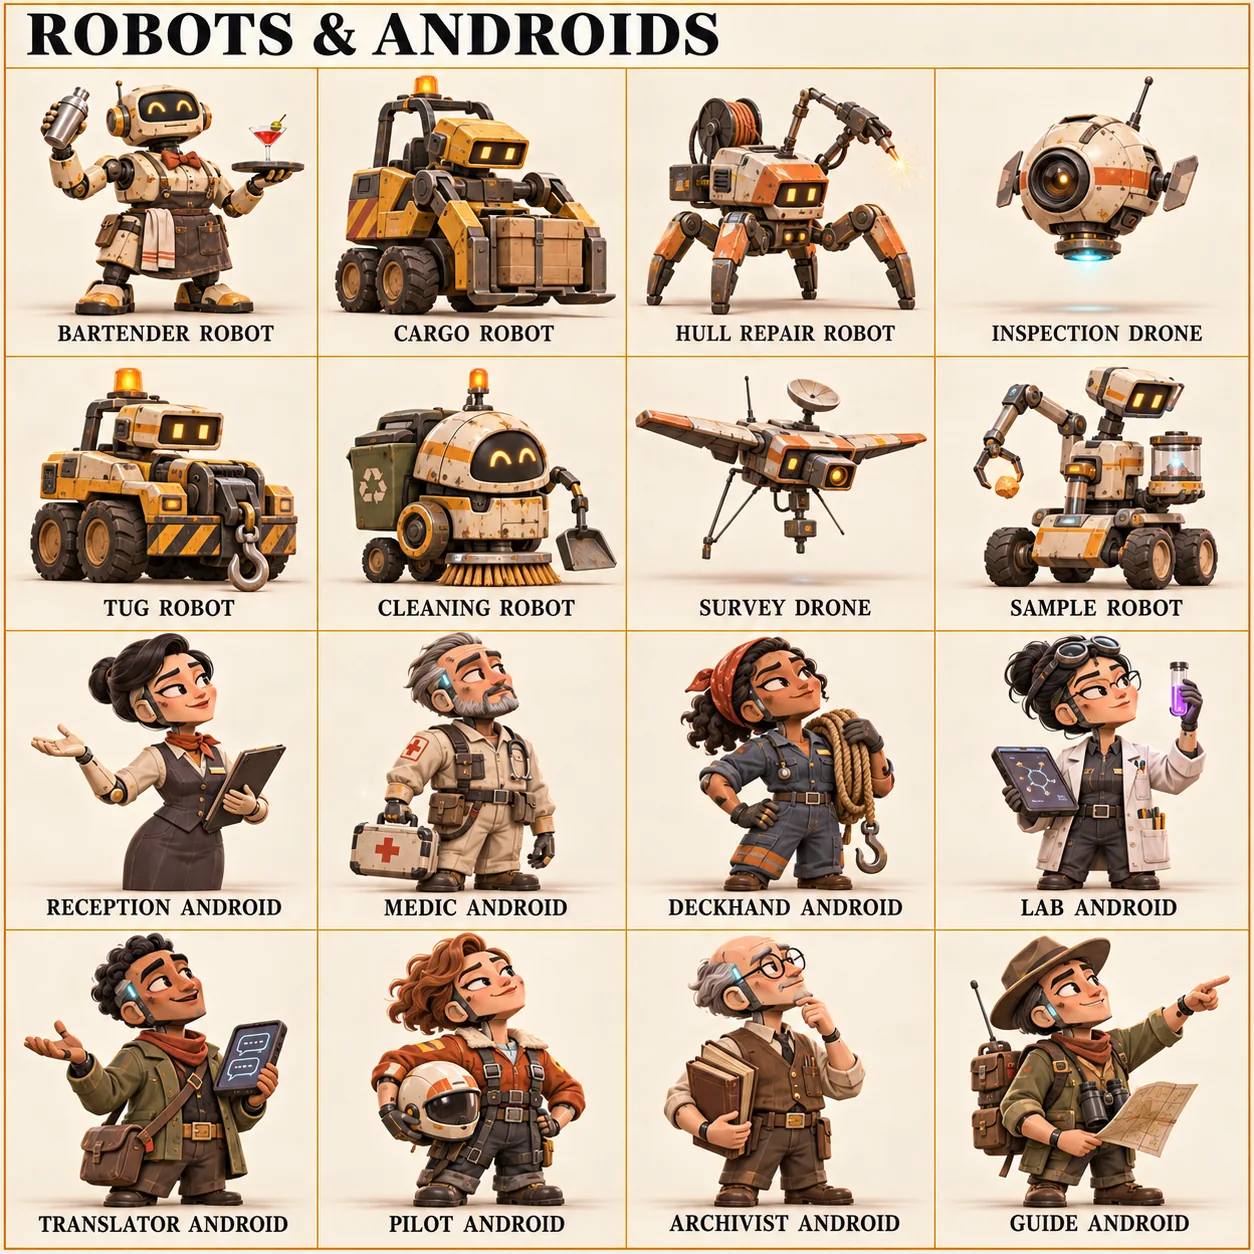 ROBOTS & ANDROIDS
BARTENDER ROBOT
CARGO ROBOT
HULL REPAIR ROBOT
INSPECTION DRONE
TUG ROBOT
CLEANING ROBOT
SURVEY DRONE
SAMPLE ROBOT
RECEPTION ANDROID
MEDIC ANDROID
DECKHAND ANDROID
LAB ANDROID
TRANSLATOR ANDROID
PILOT ANDROID
ARCHIVIST ANDROID
GUIDE ANDROID